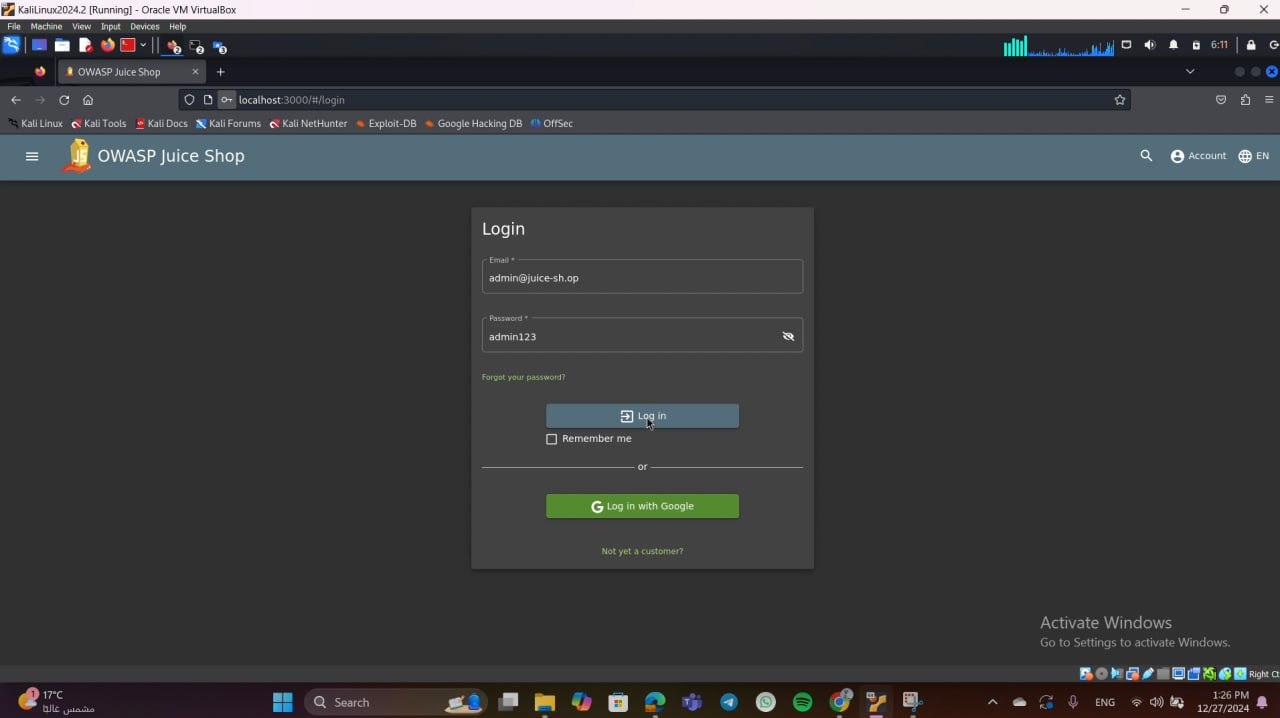 KaliLinux2024.2 [Running] - Oracle VM VirtualBox
File Machine View Input Devices Help
6:11
OWASP Juice Shop
localhost:3000/#/login
Kali Linux Kali Tools Kali Docs Kali Forums Kali NetHunter Exploit-DB Google Hacking DB OffSec
OWASP Juice Shop
Account EN
Login
Email *
admin@juice-sh.op
Password *
admin123
Forgot your password?
Log in
Remember me
or
Log in with Google
Not yet a customer?
Activate Windows
Go to Settings to activate Windows.
Right Ct
17°C
مشمس غالبًا
Search
ENG
1:26 PM
12/27/2024